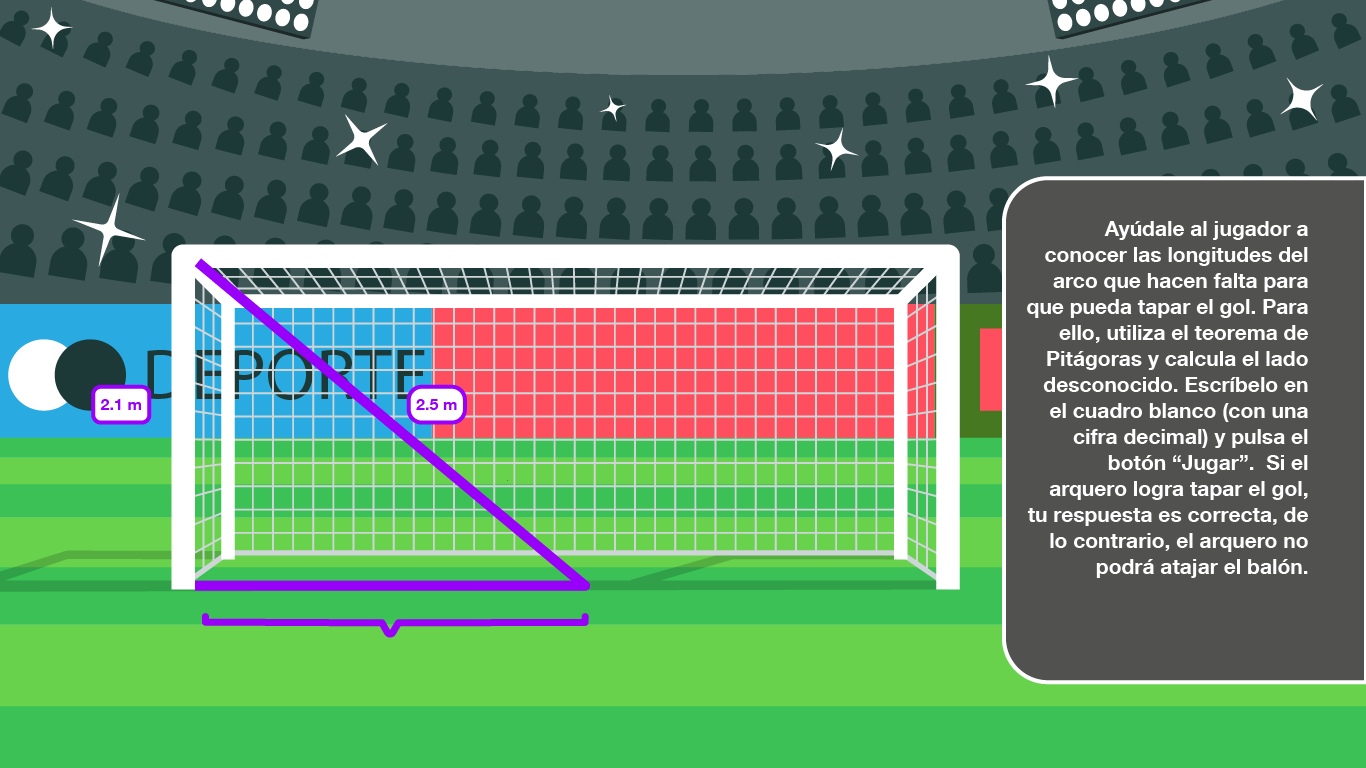 DEPORTE
2.1 m
2.5 m
Ayúdale al jugador a
conocer las longitudes del
arco que hacen falta para
que pueda tapar el gol. Para
ello, utiliza el teorema de
Pitágoras y calcula el lado
desconocido. Escríbelo en
el cuadro blanco (con una
cifra decimal) y pulsa el
botón “Jugar”.  Si el
arquero logra tapar el gol,
tu respuesta es correcta, de
lo contrario, el arquero no
podrá atajar el balón.